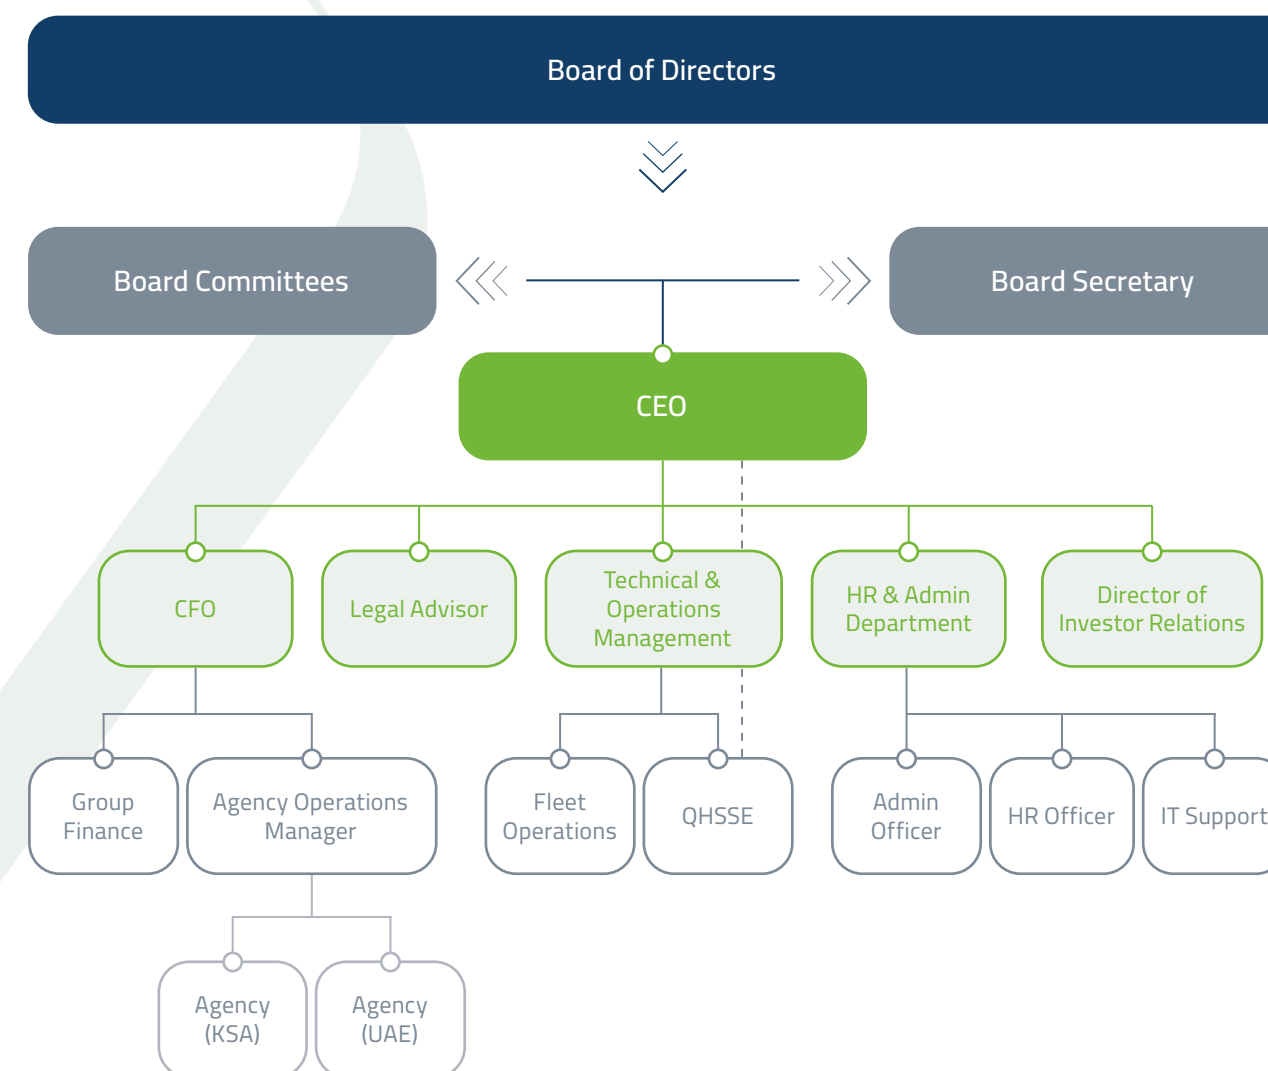 Board of Directors
Board Committees
Board Secretary
CEO
CFO
Legal Advisor
Technical &
Operations
Management
HR & Admin
Department
Director of
Investor Relations
Group
Finance
Agency Operations
Manager
Fleet
Operations
QHSSE
Admin
Officer
HR Officer
IT Support
Agency
(KSA)
Agency
(UAE)